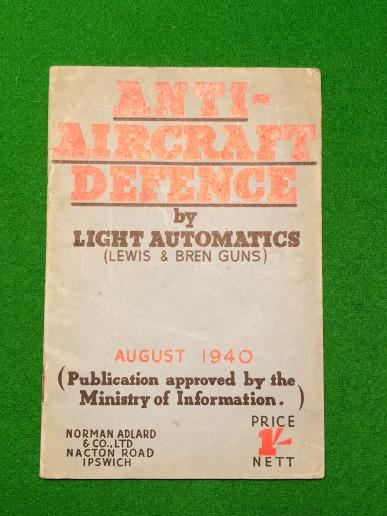 ANTI-
AIRCRAFT
DEFENCE
by
LIGHT AUTOMATICS
(LEWIS & BREN GUNS)
AUGUST 1940
(Publication approved by the
Ministry of Information.)
NORMAN ADLARD
& CO., LTD
NACTON ROAD
IPSWICH
PRICE
1/-
NETT